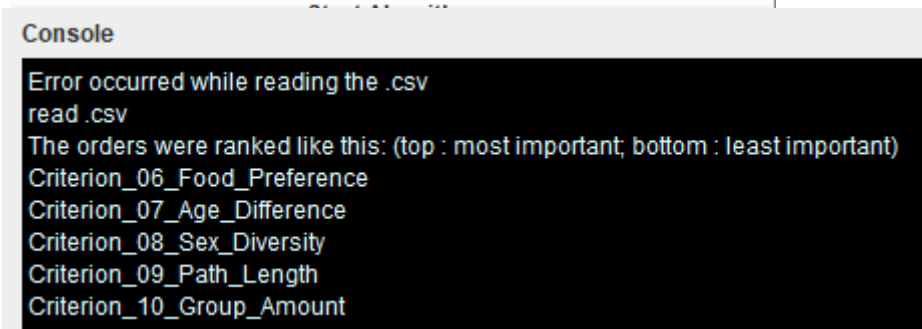 Console
Error occurred while reading the .csv
read .csv
The orders were ranked like this: (top : most important; bottom : least important)
Criterion_06_Food_Preference
Criterion_07_Age_Difference
Criterion_08_Sex_Diversity
Criterion_09_Path_Length
Criterion_10_Group_Amount